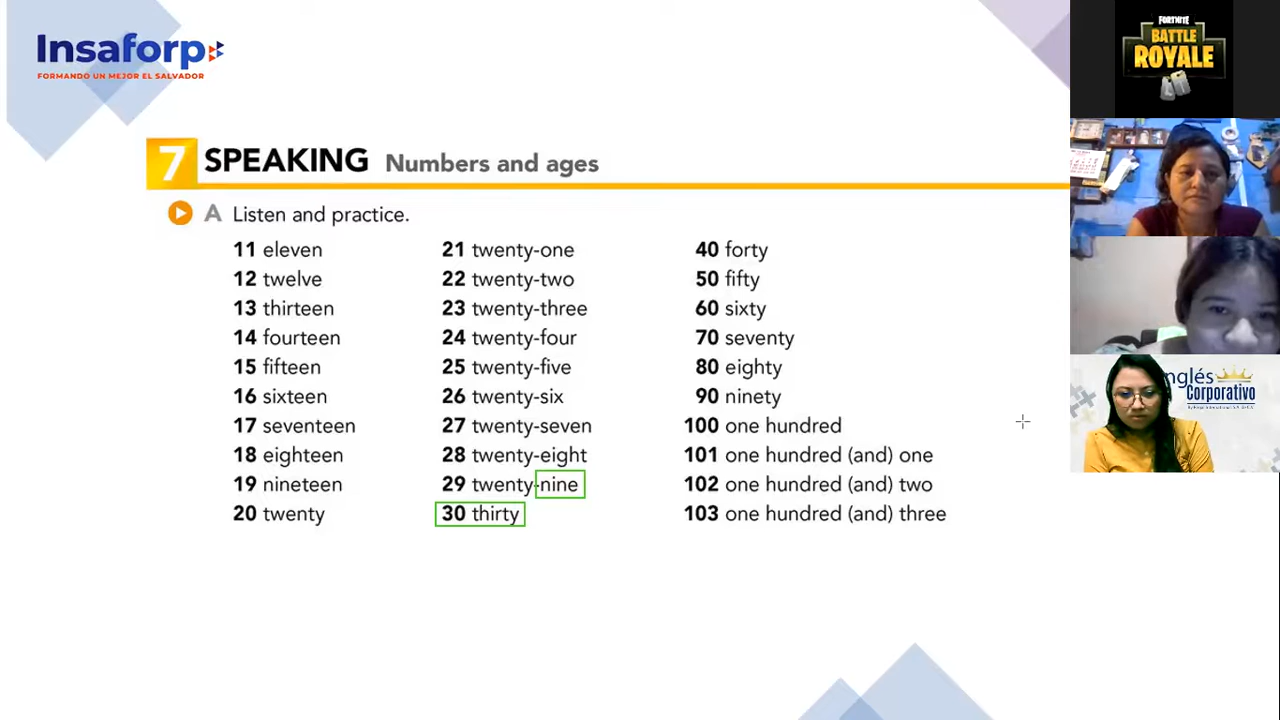 Insaforp
FORMANDO UN MEJOR EL SALVADOR
7 SPEAKING Numbers and ages
A Listen and practice.
11 eleven
12 twelve
13 thirteen
14 fourteen
15 fifteen
16 sixteen
17 seventeen
18 eighteen
19 nineteen
20 twenty
21 twenty-one
22 twenty-two
23 twenty-three
24 twenty-four
25 twenty-five
26 twenty-six
27 twenty-seven
28 twenty-eight
29 twenty-nine
30 thirty
40 forty
50 fifty
60 sixty
70 seventy
80 eighty
90 ninety
100 one hundred
101 one hundred (and) one
102 one hundred (and) two
103 one hundred (and) three
FORTNITE
BATTLE
ROYALE
nglés
Corporativo